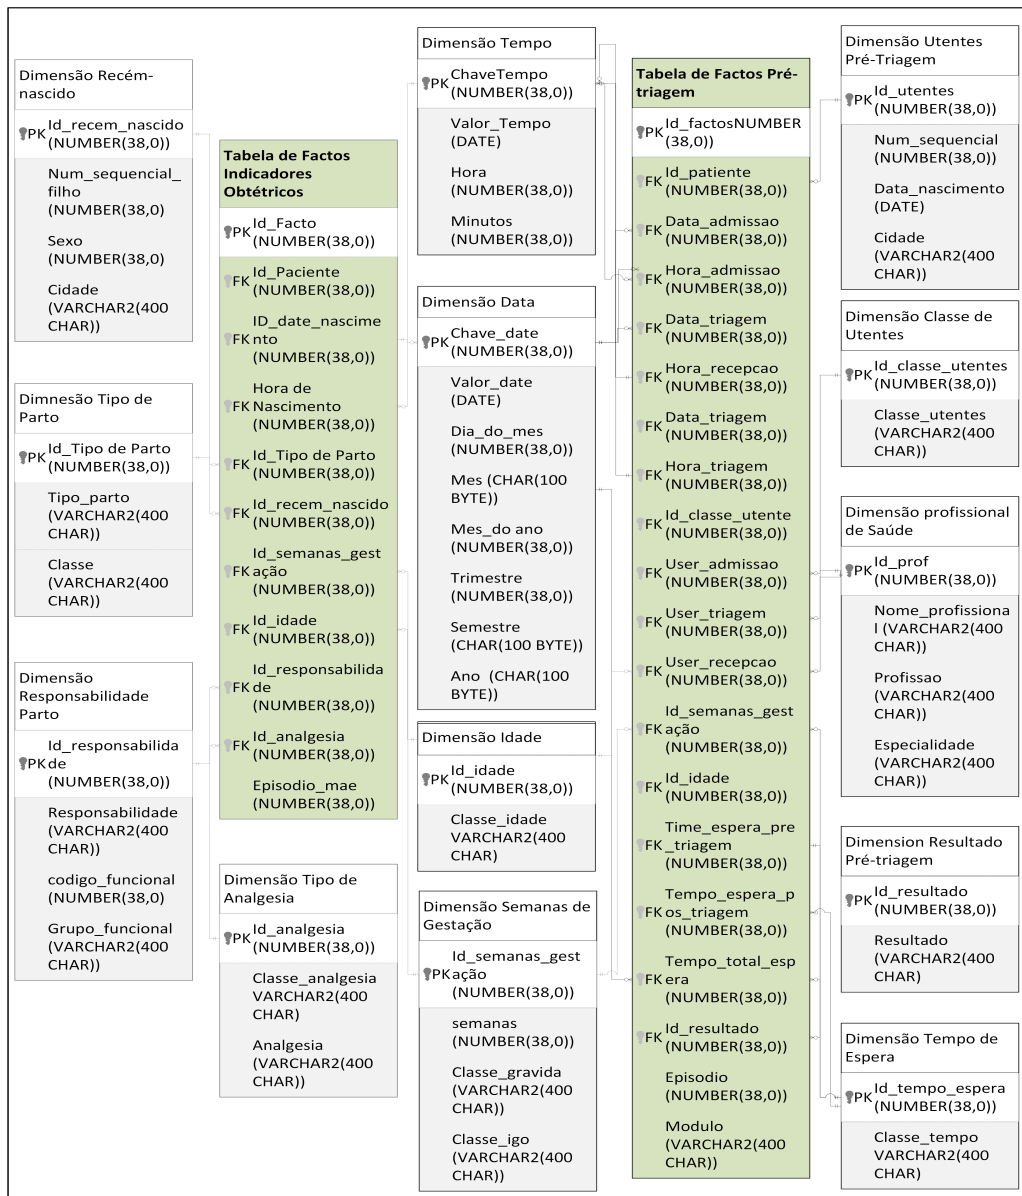 Dimensão Recém-
nascido
PK Id_recem_nascido
(NUMBER(38,0))
Num_sequencial_
filho
(NUMBER(38,0)
Sexo
(NUMBER(38,0)
Cidade
(VARCHAR2(400
CHAR))
Dimnesão Tipo de
Parto
PK Id_Tipo de Parto
(NUMBER(38,0))
Tipo_parto
(VARCHAR2(400
CHAR))
Classe
(VARCHAR2(400
CHAR))
Dimensão
Responsabilidade
Parto
Id_responsabilida
PK de
(NUMBER(38,0))
Responsabilidade
(VARCHAR2(400
CHAR))
codigo_funcional
(NUMBER(38,0)
Grupo_funcional
(VARCHAR2(400
CHAR))
Tabela de Factos
Indicadores
Obtétricos
PK Id_Facto
(NUMBER(38,0))
FK Id_Paciente
(NUMBER(38,0))
ID_date_nascime
FK nto
(NUMBER(38,0))
Hora de
FK Nascimento
(NUMBER(38,0))
FK Id_Tipo de Parto
(NUMBER(38,0))
FK Id_recem_nascido
(NUMBER(38,0))
Id_semanas_gest
FK ação
(NUMBER(38,0))
FK Id_idade
(NUMBER(38,0))
Id_responsabilida
FK de
(NUMBER(38,0))
FK Id_analgesia
(NUMBER(38,0))
Episodio_mae
(NUMBER(38,0))
Dimensão Tipo de
Analgesia
PK Id_analgesia
(NUMBER(38,0))
Classe_analgesia
VARCHAR2(400
CHAR)
Analgesia
(VARCHAR2(400
CHAR))
Dimensão Tempo
PK ChaveTempo
(NUMBER(38,0))
Valor_Tempo
(DATE)
Hora
(NUMBER(38,0))
Minutos
(NUMBER(38,0))
Dimensão Data
PK Chave_date
(NUMBER(38,0))
Valor_date
(DATE)
Dia_do_mes
(NUMBER(38,0))
Mes (CHAR(100
BYTE))
Mes_do ano
(NUMBER(38,0))
Trimestre
(NUMBER(38,0))
Semestre
(CHAR(100 BYTE))
Ano  (CHAR(100
BYTE))
Dimensão Idade
PK Id_idade
(NUMBER(38,0))
Classe_idade
VARCHAR2(400
CHAR)
Dimensão Semanas de
Gestação
Id_semanas_gest
PK ação
(NUMBER(38,0))
semanas
(NUMBER(38,0))
Classe_gravida
(VARCHAR2(400
CHAR))
Classe_igo
(VARCHAR2(400
CHAR))
Tabela de Factos Pré-
triagem
PK Id_factosNUMBER
(38,0))
FK Id_patiente
(NUMBER(38,0))
FK Data_admissao
(NUMBER(38,0))
FK Hora_admissao
(NUMBER(38,0))
FK Data_triagem
(NUMBER(38,0))
FK Hora_recepcao
(NUMBER(38,0))
FK Data_triagem
(NUMBER(38,0))
FK Hora_triagem
(NUMBER(38,0))
FK Id_classe_utente
(NUMBER(38,0))
FK User_admissao
(NUMBER(38,0))
FK User_triagem
(NUMBER(38,0))
FK User_recepcao
(NUMBER(38,0))
Id_semanas_gest
FK ação
(NUMBER(38,0))
FK Id_idade
(NUMBER(38,0))
Time_espera_pre
FK _triagem
(NUMBER(38,0))
Tempo_espera_p
FK os_triagem
(NUMBER(38,0))
Tempo_total_esp
FK era
(NUMBER(38,0))
FK Id_resultado
(NUMBER(38,0))
Episodio
(NUMBER(38,0))
Modulo
(VARCHAR2(400
CHAR))
Dimensão Utentes
Pré-Triagem
PK Id_utentes
(NUMBER(38,0))
Num_sequencial
(NUMBER(38,0))
Data_nascimento
(DATE)
Cidade
(VARCHAR2(400
CHAR))
Dimensão Classe de
Utentes
PK Id_classe_utentes
(NUMBER(38,0))
Classe_utentes
(VARCHAR2(400
CHAR))
Dimensão profissional
de Saúde
PK Id_prof
(NUMBER(38,0))
Nome_profissiona
l (VARCHAR2(400
CHAR))
Profissao
(VARCHAR2(400
CHAR))
Especialidade
(VARCHAR2(400
CHAR))
Dimension Resultado
Pré-triagem
PK Id_resultado
(NUMBER(38,0))
Resultado
(VARCHAR2(400
CHAR)
Dimensão Tempo de
Espera
PK Id_tempo_espera
(NUMBER(38,0))
Classe_tempo
VARCHAR2(400
CHAR)